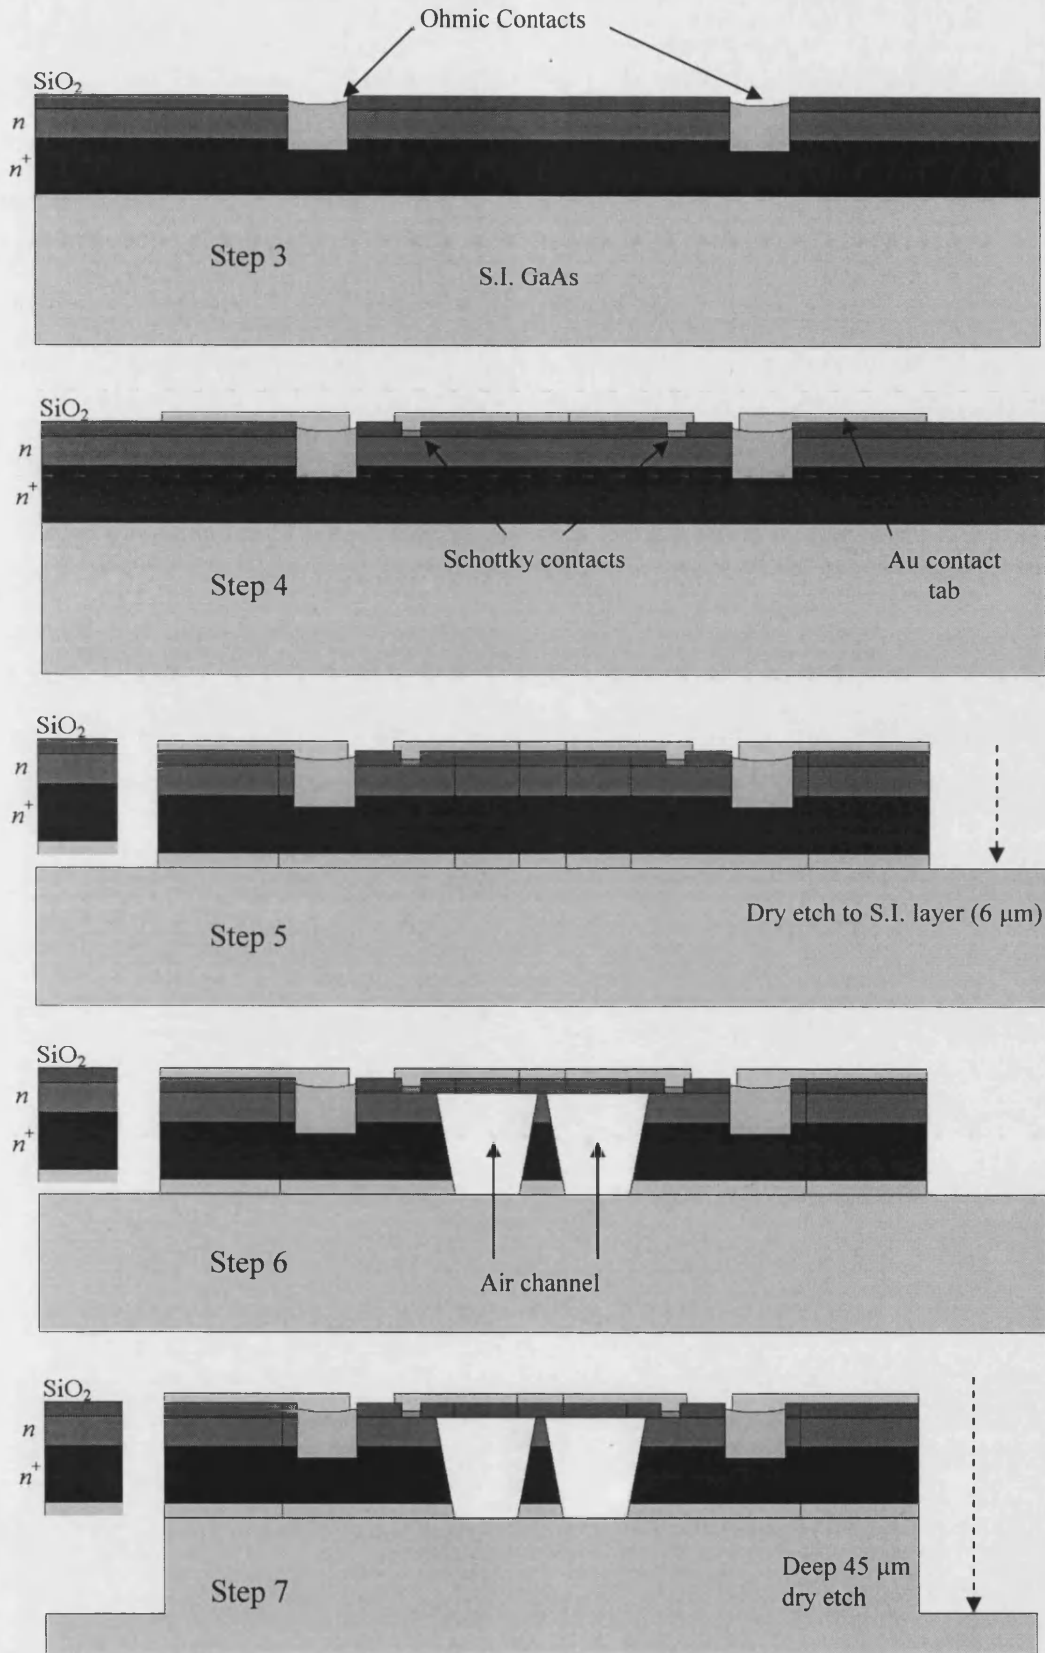 Ohmic Contacts
SiO₂
n
n⁺
Step 3
S.I. GaAs
SiO₂
n
n⁺
Schottky contacts
Au contact
tab
Step 4
SiO₂
n
n⁺
Dry etch to S.I. layer (6 μm)
Step 5
SiO₂
n
n⁺
Step 6
Air channel
SiO₂
n
n⁺
Deep 45 μm
dry etch
Step 7